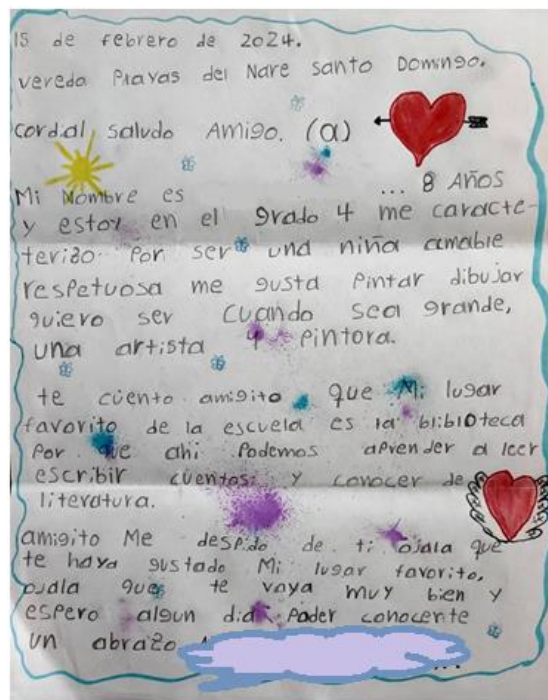 15 de febrero de 2024.
vereda Playas del Nare santo Domingo.
cordal saludo Amigo. (a)
Mi Nombre es ... 8 Años
y estoy en el grado 4 me caracte-
terizo por ser una niña amable
respetuosa me gusta pintar dibujar
quiero ser cuando sea grande,
una artista y pintora.
te cuento amigito que Mi lugar
favorito de la escuela es la biblioteca
Por que ahi Podemos aprender a leer
escribir cuentos y conocer de
literatura.
amigito Me despido de ti ojala que
te haya gustado Mi lugar favorito,
ojala que te vaya muy bien y
espero algun dia Poder conocente
un abrazo